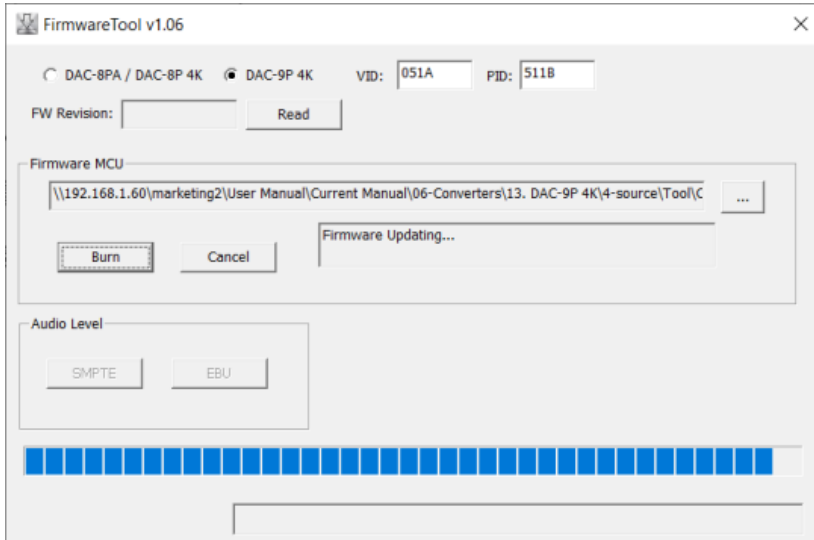 FirmwareTool v1.06
DAC-8PA / DAC-8P 4K DAC-9P 4K VID: 051A PID: 511B
FW Revision: Read
Firmware MCU
\\192.168.1.60\marketing2\User Manual\Current Manual\06-Converters\13. DAC-9P 4K\4-source\Tool\C
...
Firmware Updating...
Burn Cancel
Audio Level
SMPTE EBU